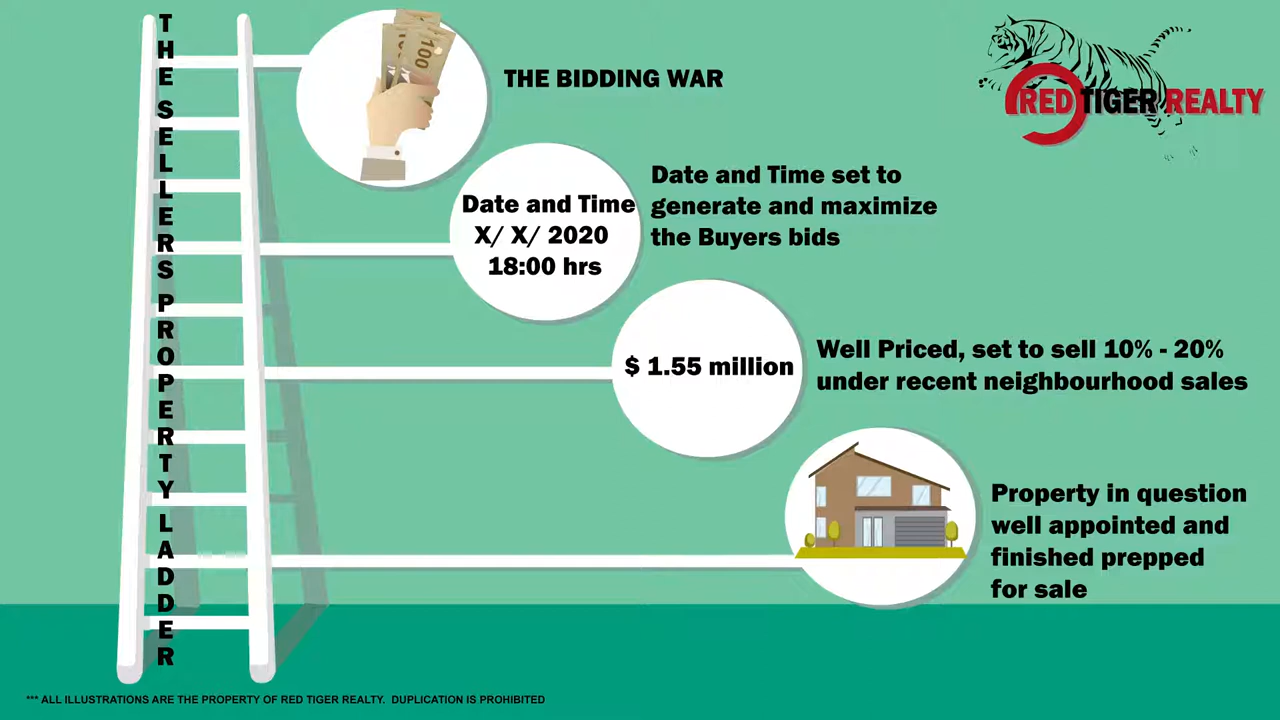 THE SELLERS PROPERTY LADDER
100
THE BIDDING WAR
RED TIGER REALTY
Date and Time
X/ X/ 2020
18:00 hrs
Date and Time set to
generate and maximize
the Buyers bids
$ 1.55 million
Well Priced, set to sell 10% - 20%
under recent neighbourhood sales
Property in question
well appointed and
finished prepped
for sale
*** ALL ILLUSTRATIONS ARE THE PROPERTY OF RED TIGER REALTY. DUPLICATION IS PROHIBITED